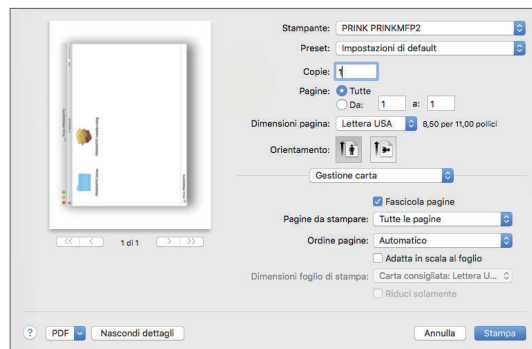 Stampante: PRINK PRINKMFP2
Preset: Impostazioni di default
Copie: 1
Pagine: Tutte
Da: 1 a: 1
Dimensioni pagina: Lettera USA 8,50 per 11,00 pollici
Orientamento:
Gestione carta
Fascicola pagine
Pagine da stampare: Tutte le pagine
Ordine pagine: Automatico
Adatta in scala al foglio
Dimensioni foglio di stampa: Carta consigliata: Lettera U...
Riduci solamente
1 di 1
? PDF Nascondi dettagli Annulla Stampa